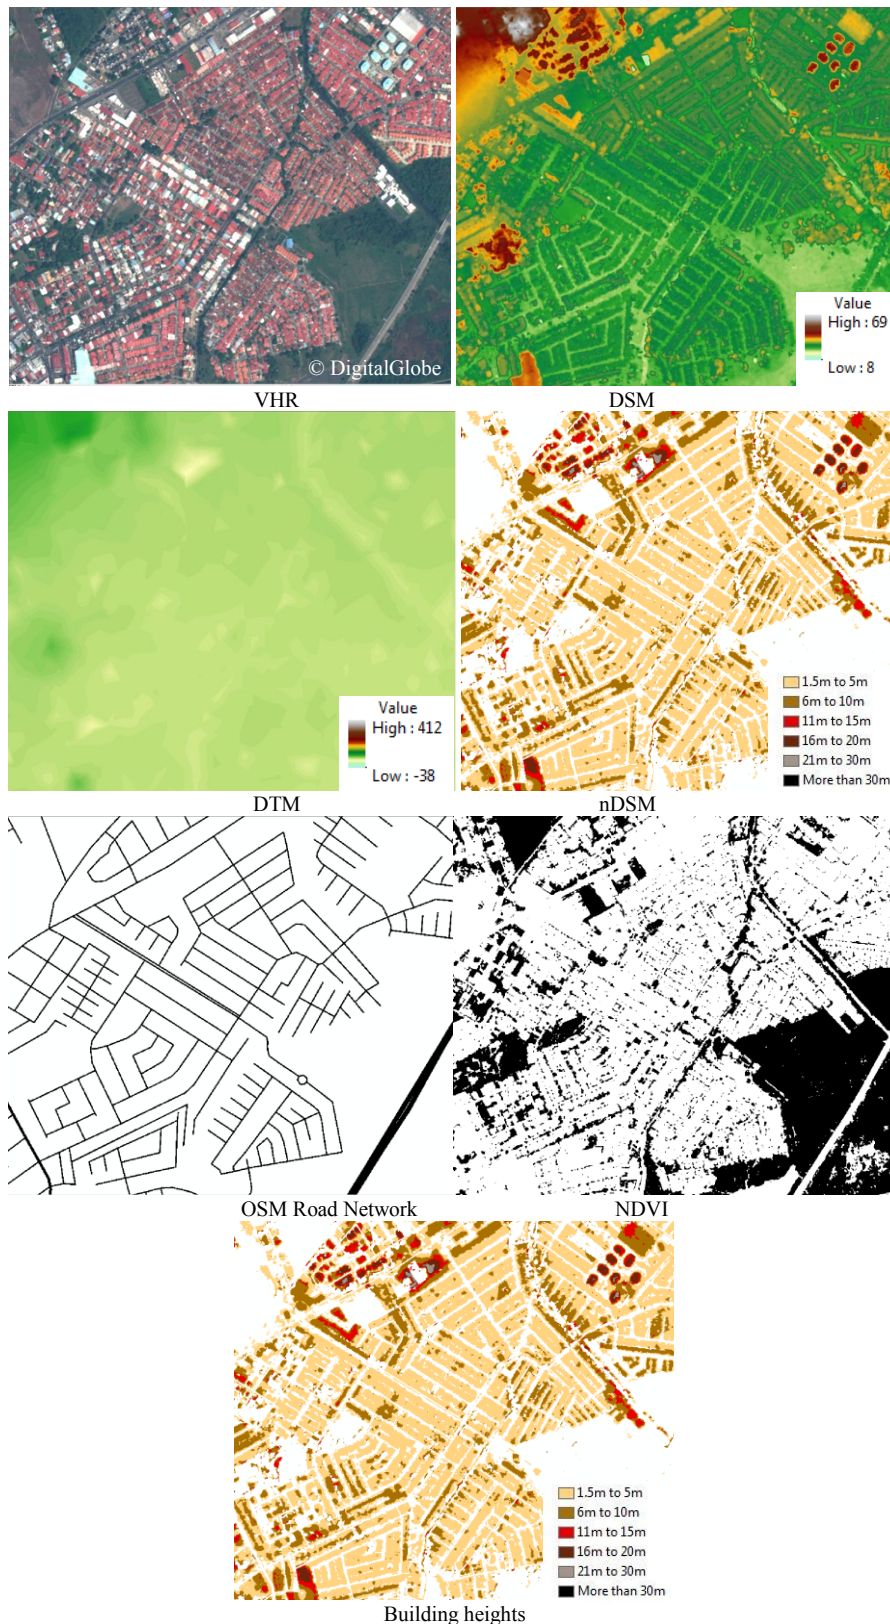 © DigitalGlobe
Value
High : 69
Low : 8
VHR
DSM
Value
High : 412
Low : -38
1.5m to 5m
6m to 10m
11m to 15m
16m to 20m
21m to 30m
More than 30m
DTM
nDSM
OSM Road Network
NDVI
1.5m to 5m
6m to 10m
11m to 15m
16m to 20m
21m to 30m
More than 30m
Building heights